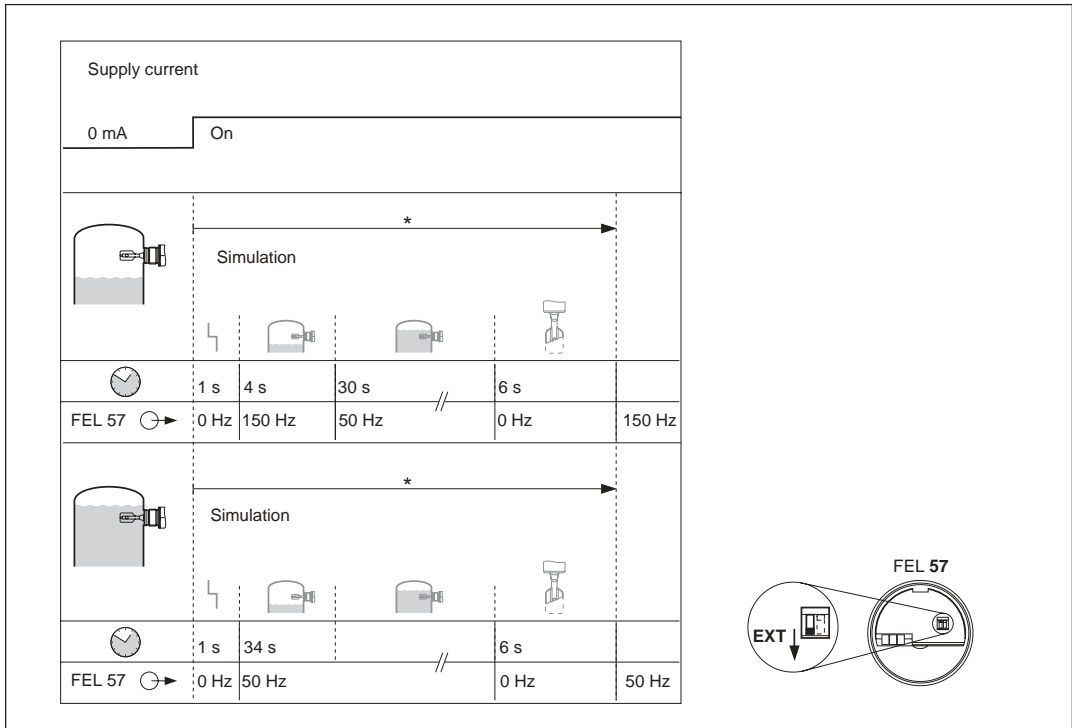 Supply current
0 mA On
*
Simulation
1 s 4 s 30 s 6 s
FEL 57 0 Hz 150 Hz 50 Hz 0 Hz 150 Hz
*
Simulation
1 s 34 s 6 s
FEL 57 0 Hz 50 Hz 0 Hz 50 Hz
FEL 57
EXT